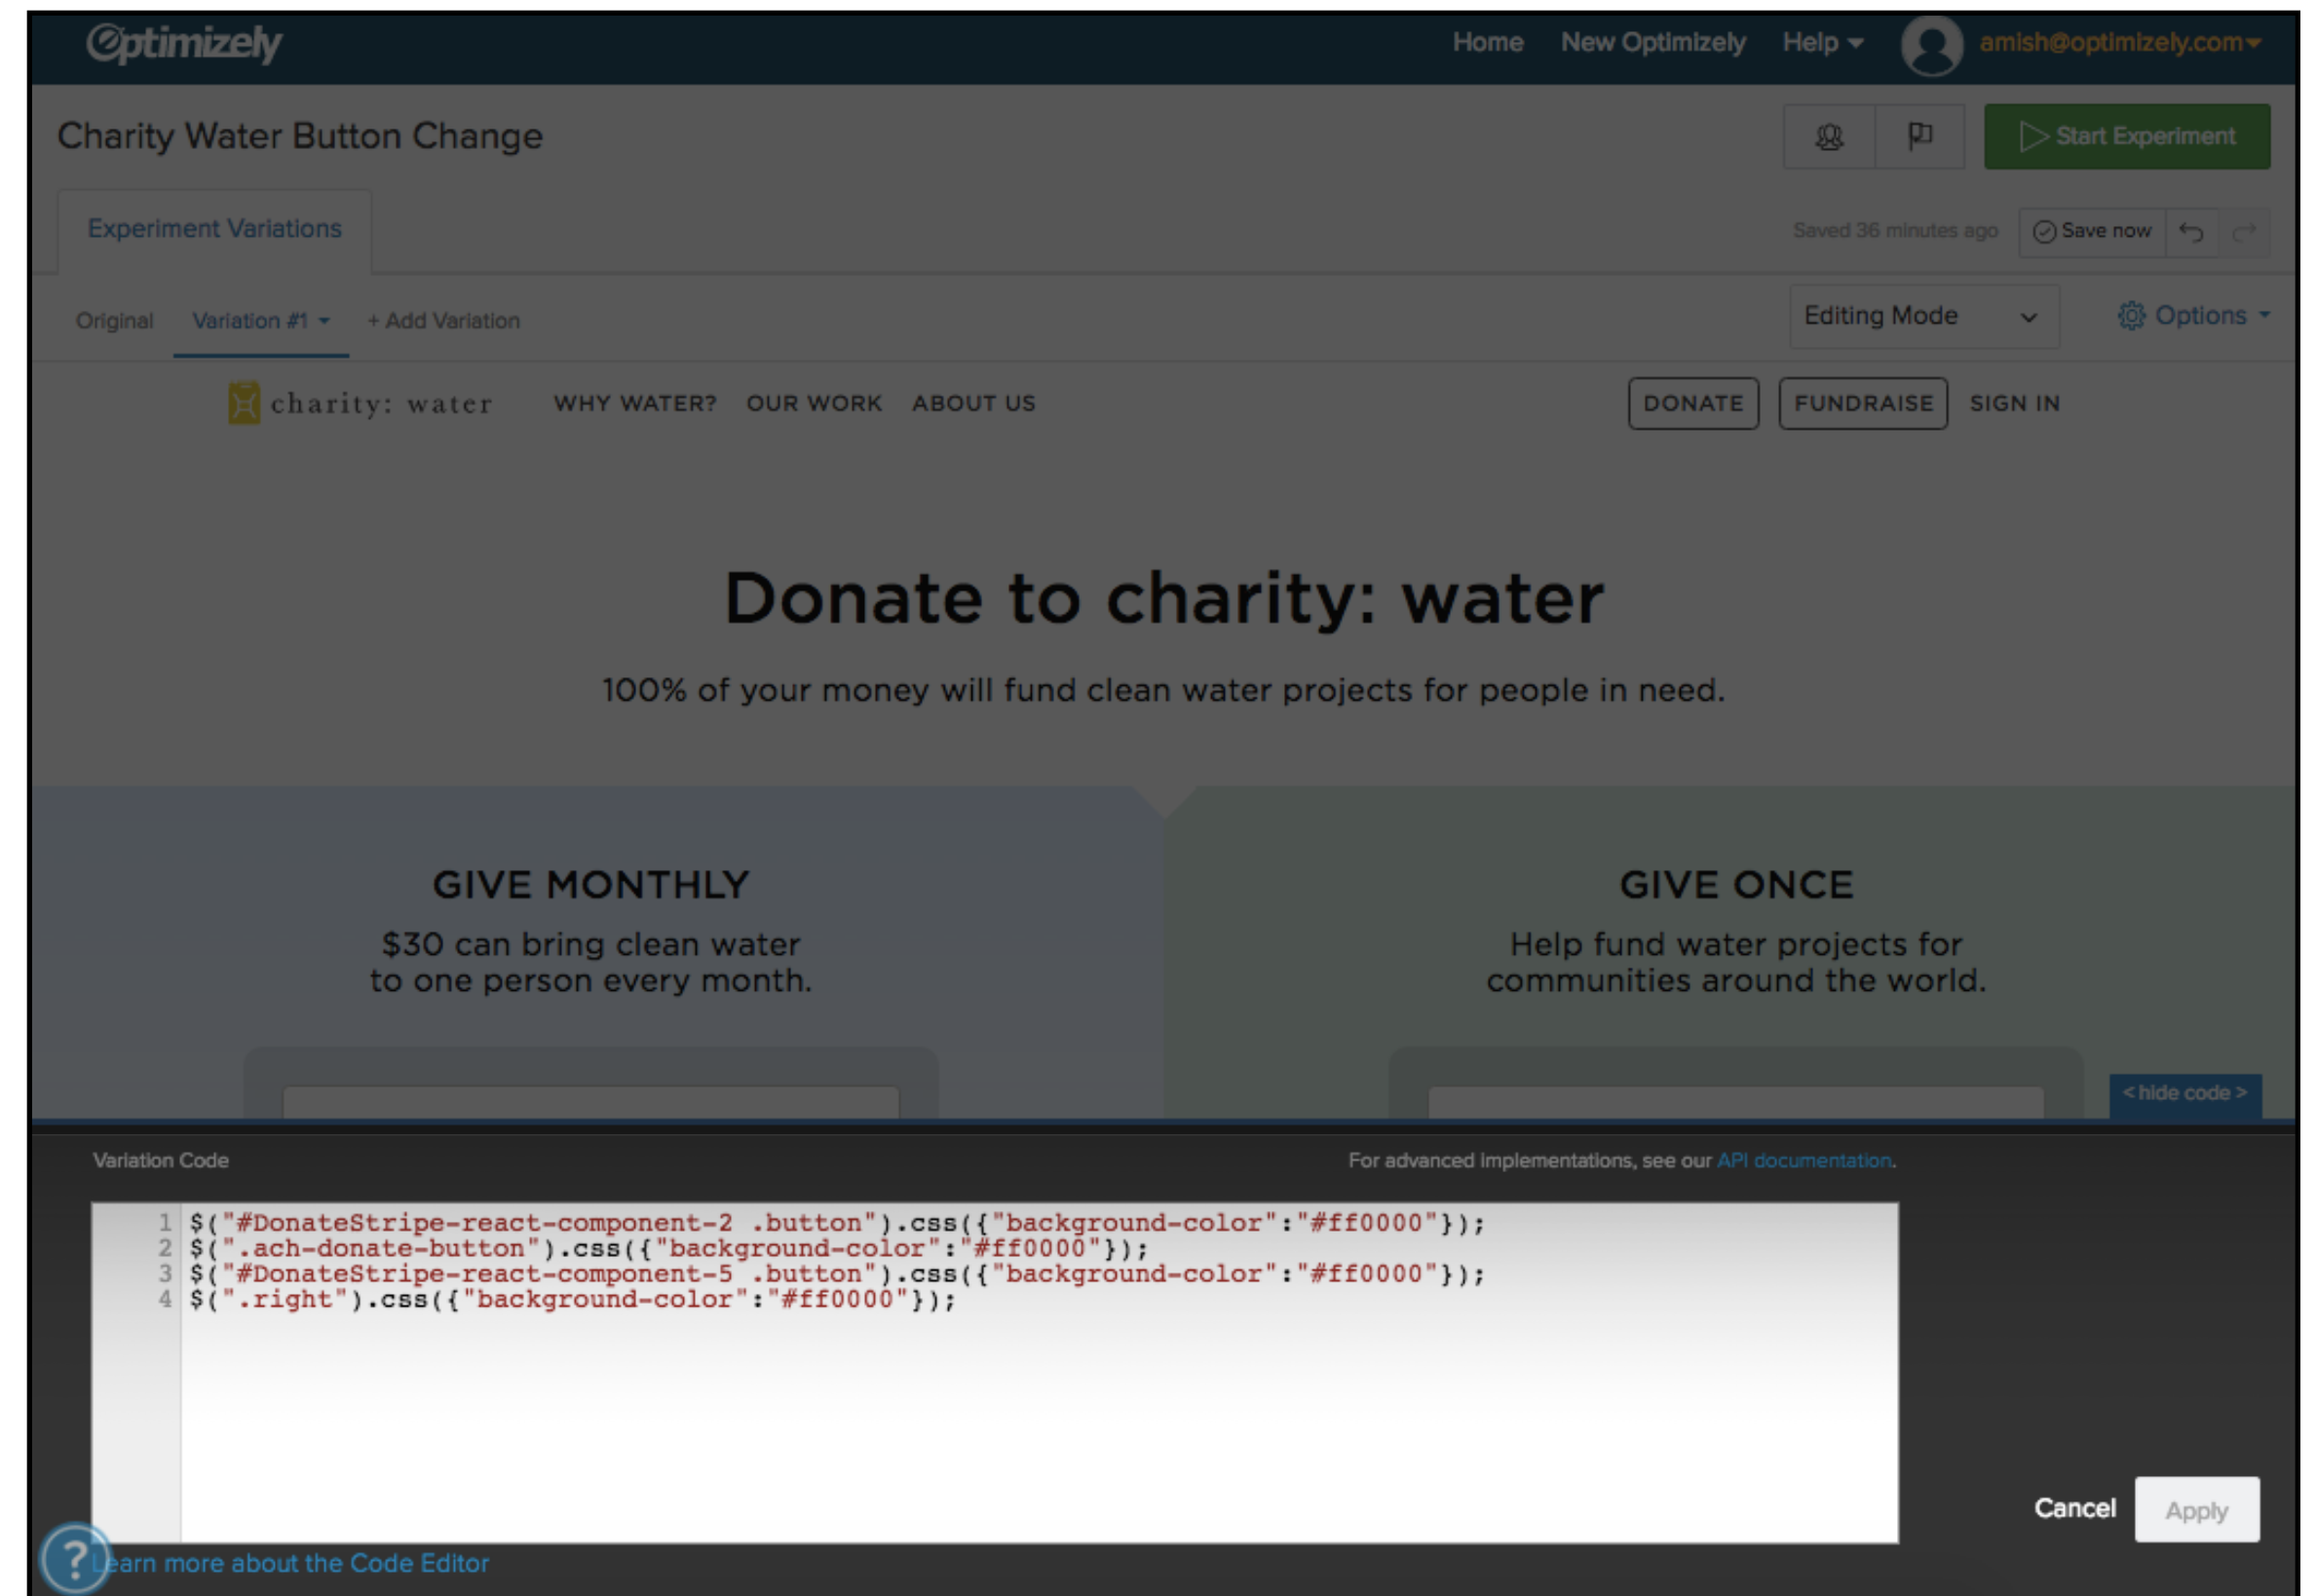 Optimizely Home New Optimizely Help amish@optimizely.com
Charity Water Button Change Start Experiment
Experiment Variations Saved 36 minutes ago Save now
Original Variation #1 + Add Variation Editing Mode Options
charity: water WHY WATER? OUR WORK ABOUT US DONATE FUNDRAISE SIGN IN
Donate to charity: water
100% of your money will fund clean water projects for people in need.
GIVE MONTHLY
$30 can bring clean water
to one person every month.
GIVE ONCE
Help fund water projects for
communities around the world.
<hide code>
Variation Code For advanced implementations, see our API documentation.
1 $("#DonateStripe-react-component-2 .button").css({"background-color":"#ff0000"});
2 $(".ach-donate-button").css({"background-color":"#ff0000"});
3 $("#DonateStripe-react-component-5 .button").css({"background-color":"#ff0000"});
4 $(".right").css({"background-color":"#ff0000"});
Cancel Apply
? Learn more about the Code Editor